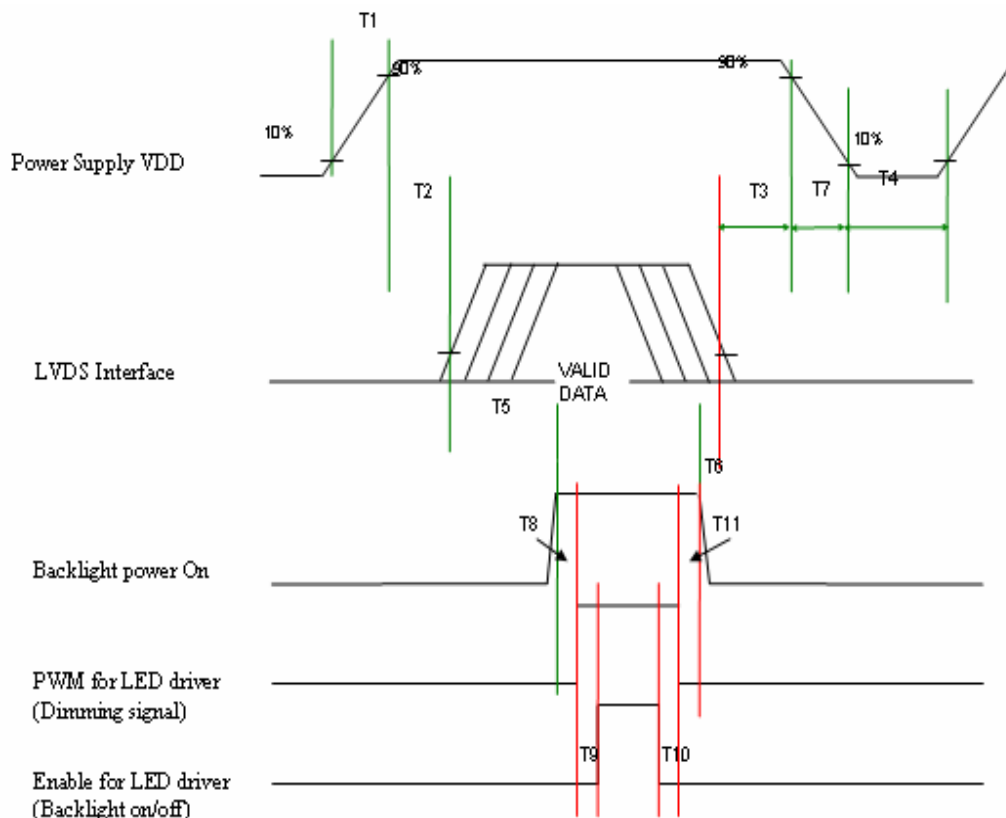 T1
90%
90%
10%
10%
Power Supply VDD
T2
T3
T7
T4
LVDS Interface
VALID
DATA
T5
T6
T8
T11
Backlight power On
PWM for LED driver
(Dimming signal)
T9
T10
Enable for LED driver
(Backlight on/off)